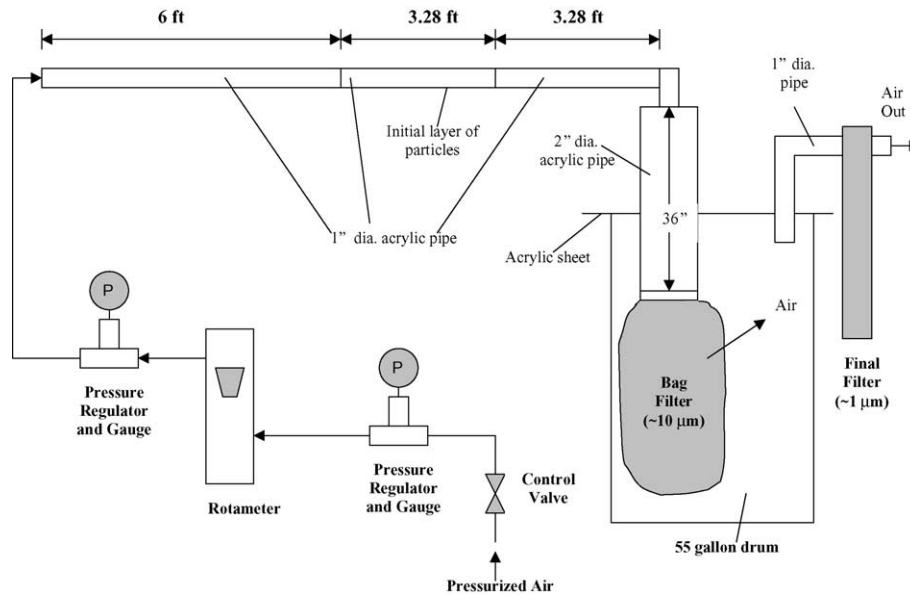 6 ft
3.28 ft
3.28 ft
1” dia.
pipe
Air
Out
Initial layer of
particles
2” dia.
acrylic pipe
36”
1” dia. acrylic pipe
Acrylic sheet
P
Air
P
Pressure
Regulator
and Gauge
Bag
Filter
(~10 μm)
Final
Filter
(~1 μm)
Pressure
Regulator
and Gauge
Control
Valve
Rotameter
55 gallon drum
Pressurized Air